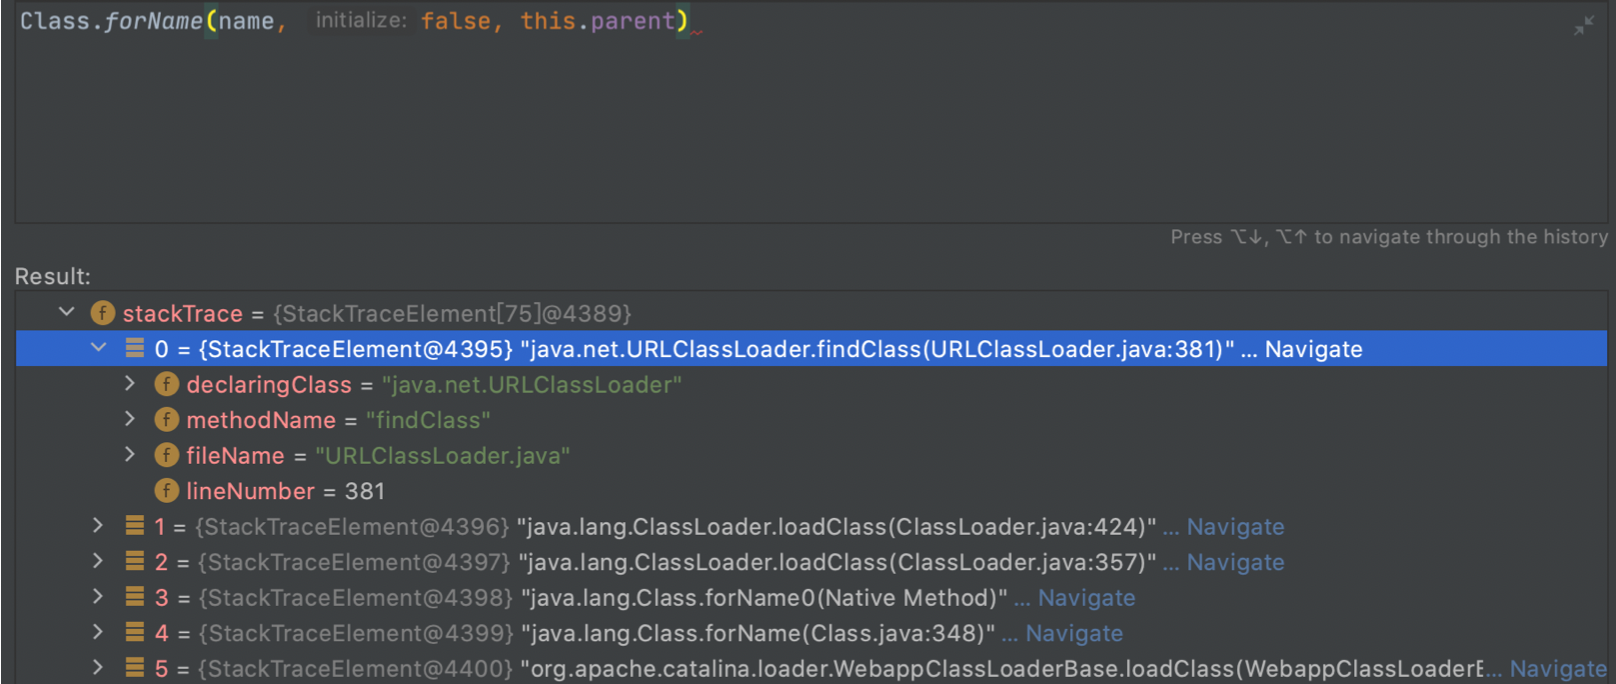 Class.forName(name, initialize: false, this.parent)
Press ⌥↓, ⌥↑ to navigate through the history
Result:
f stackTrace = {StackTraceElement[75]@4389}
0 = {StackTraceElement@4395} "java.net.URLClassLoader.findClass(URLClassLoader.java:381)" ... Navigate
f declaringClass = "java.net.URLClassLoader"
f methodName = "findClass"
f fileName = "URLClassLoader.java"
f lineNumber = 381
1 = {StackTraceElement@4396} "java.lang.ClassLoader.loadClass(ClassLoader.java:424)" ... Navigate
2 = {StackTraceElement@4397} "java.lang.ClassLoader.loadClass(ClassLoader.java:357)" ... Navigate
3 = {StackTraceElement@4398} "java.lang.Class.forName0(Native Method)" ... Navigate
4 = {StackTraceElement@4399} "java.lang.Class.forName(Class.java:348)" ... Navigate
5 = {StackTraceElement@4400} "org.apache.catalina.loader.WebappClassLoaderBase.loadClass(WebappClassLoaderE... Navigate